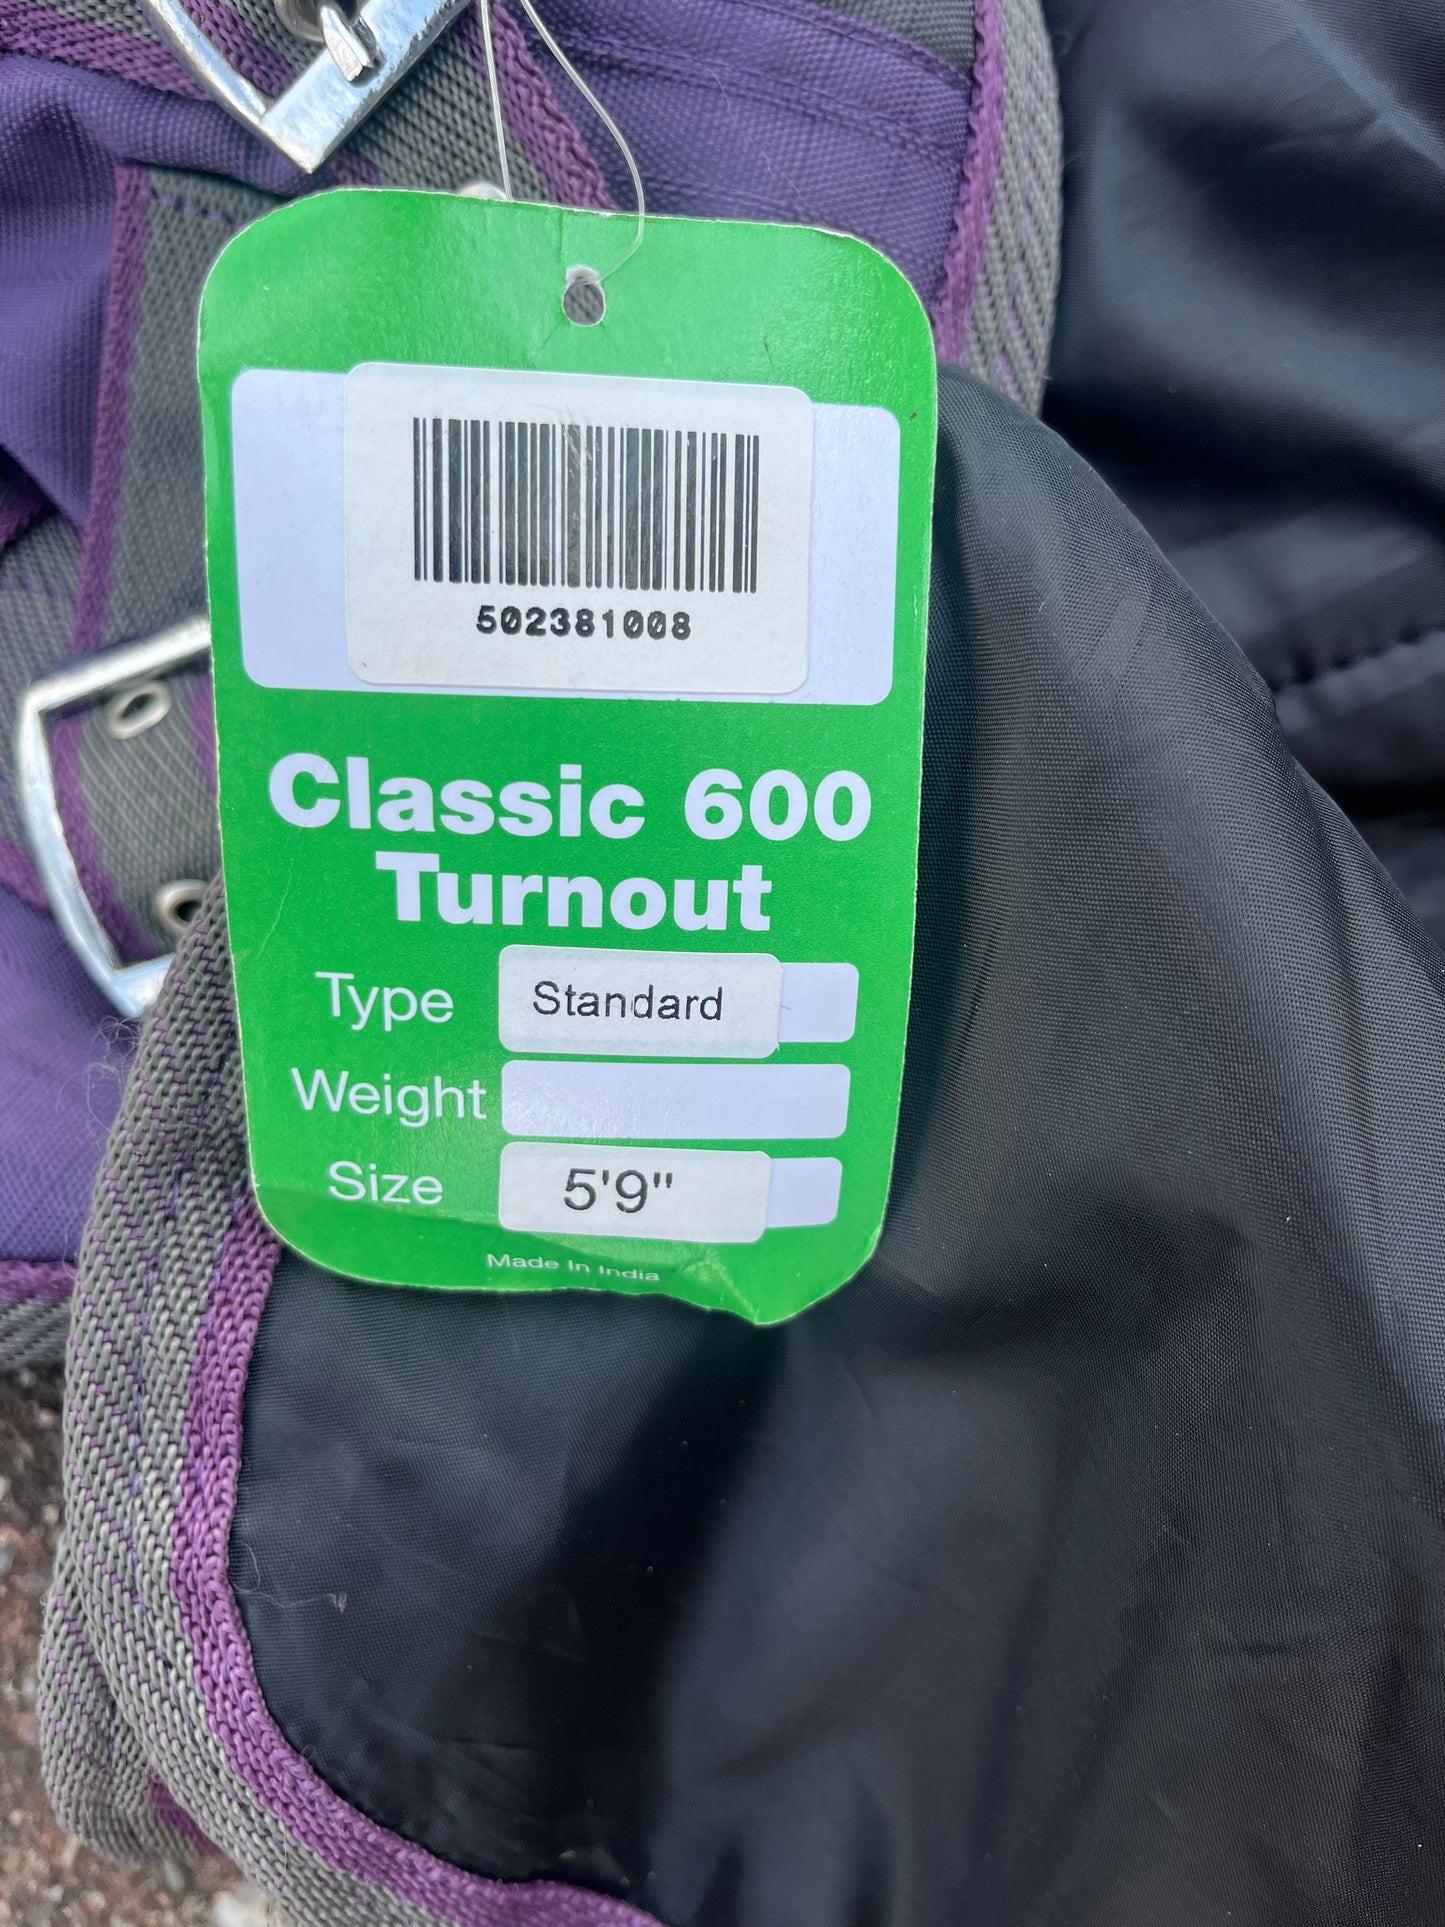 502381008
Classic 600
Turnout
Type Standard
Weight
Size 5'9"
Made In India